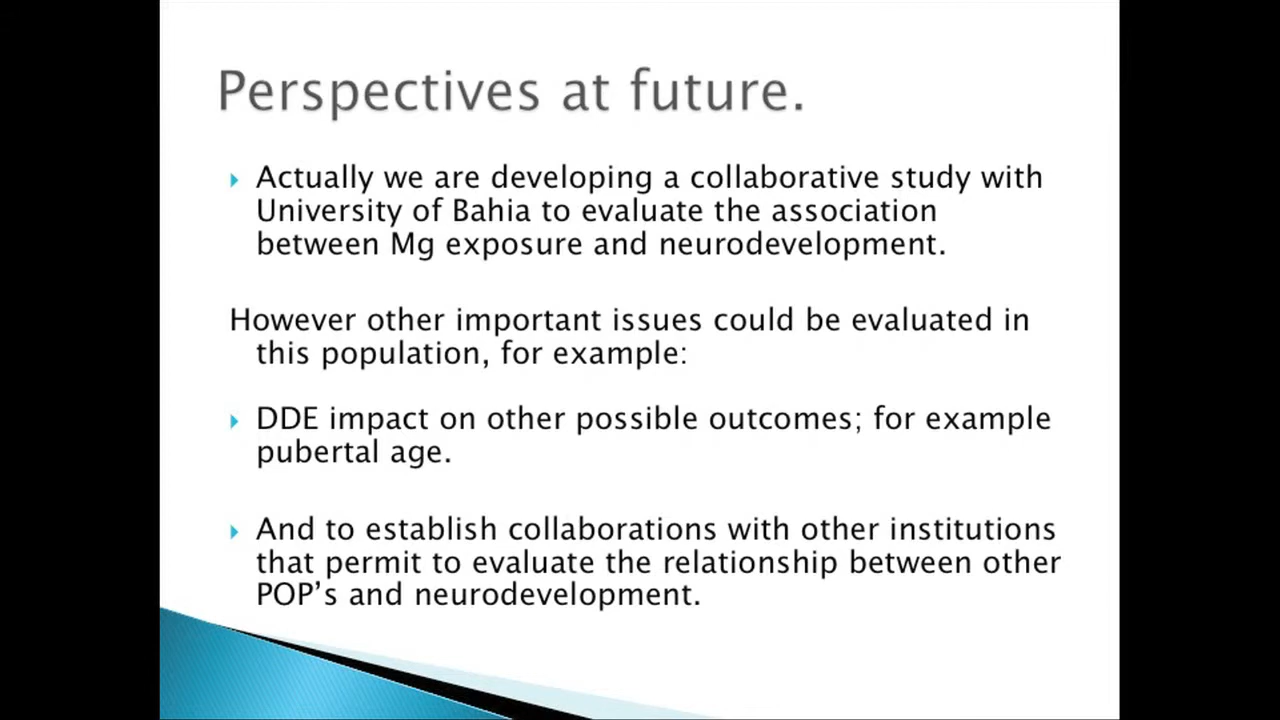 Perspectives at future.
Actually we are developing a collaborative study with
University of Bahia to evaluate the association
between Mg exposure and neurodevelopment.
However other important issues could be evaluated in
this population, for example:
DDE impact on other possible outcomes; for example
pubertal age.
And to establish collaborations with other institutions
that permit to evaluate the relationship between other
POP’s and neurodevelopment.